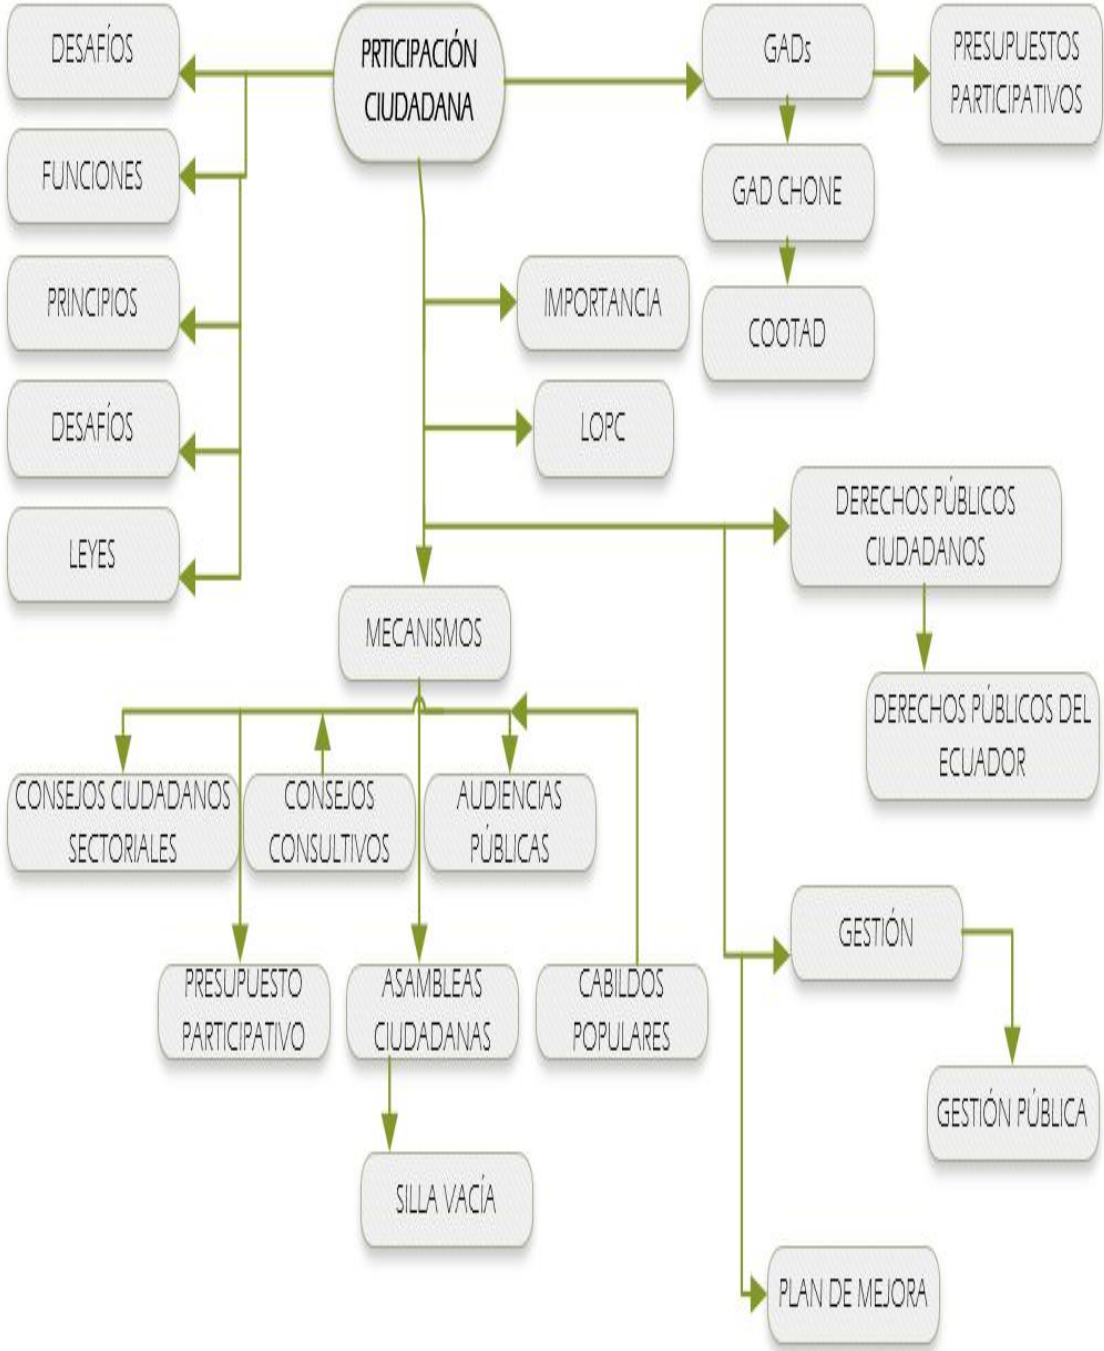 DESAFÍOS
PRTICIPACIÓN
CIUDADANA
GADs
PRESUPUESTOS
PARTICIPATIVOS
FUNCIONES
GAD CHONE
PRINCIPIOS
IMPORTANCIA
COOTAD
DESAFÍOS
LOPC
LEYES
DERECHOS PÚBLICOS
CIUDADANOS
MECANISMOS
DERECHOS PÚBLICOS DEL
ECUADOR
CONSEJOS CIUDADANOS
SECTORIALES
CONSEJOS
CONSULTIVOS
AUDIENCIAS
PÚBLICAS
GESTIÓN
PRESUPUESTO
PARTICIPATIVO
ASAMBLEAS
CIUDADANAS
CABILDOS
POPULARES
GESTIÓN PÚBLICA
SILLA VACÍA
PLAN DE MEJORA